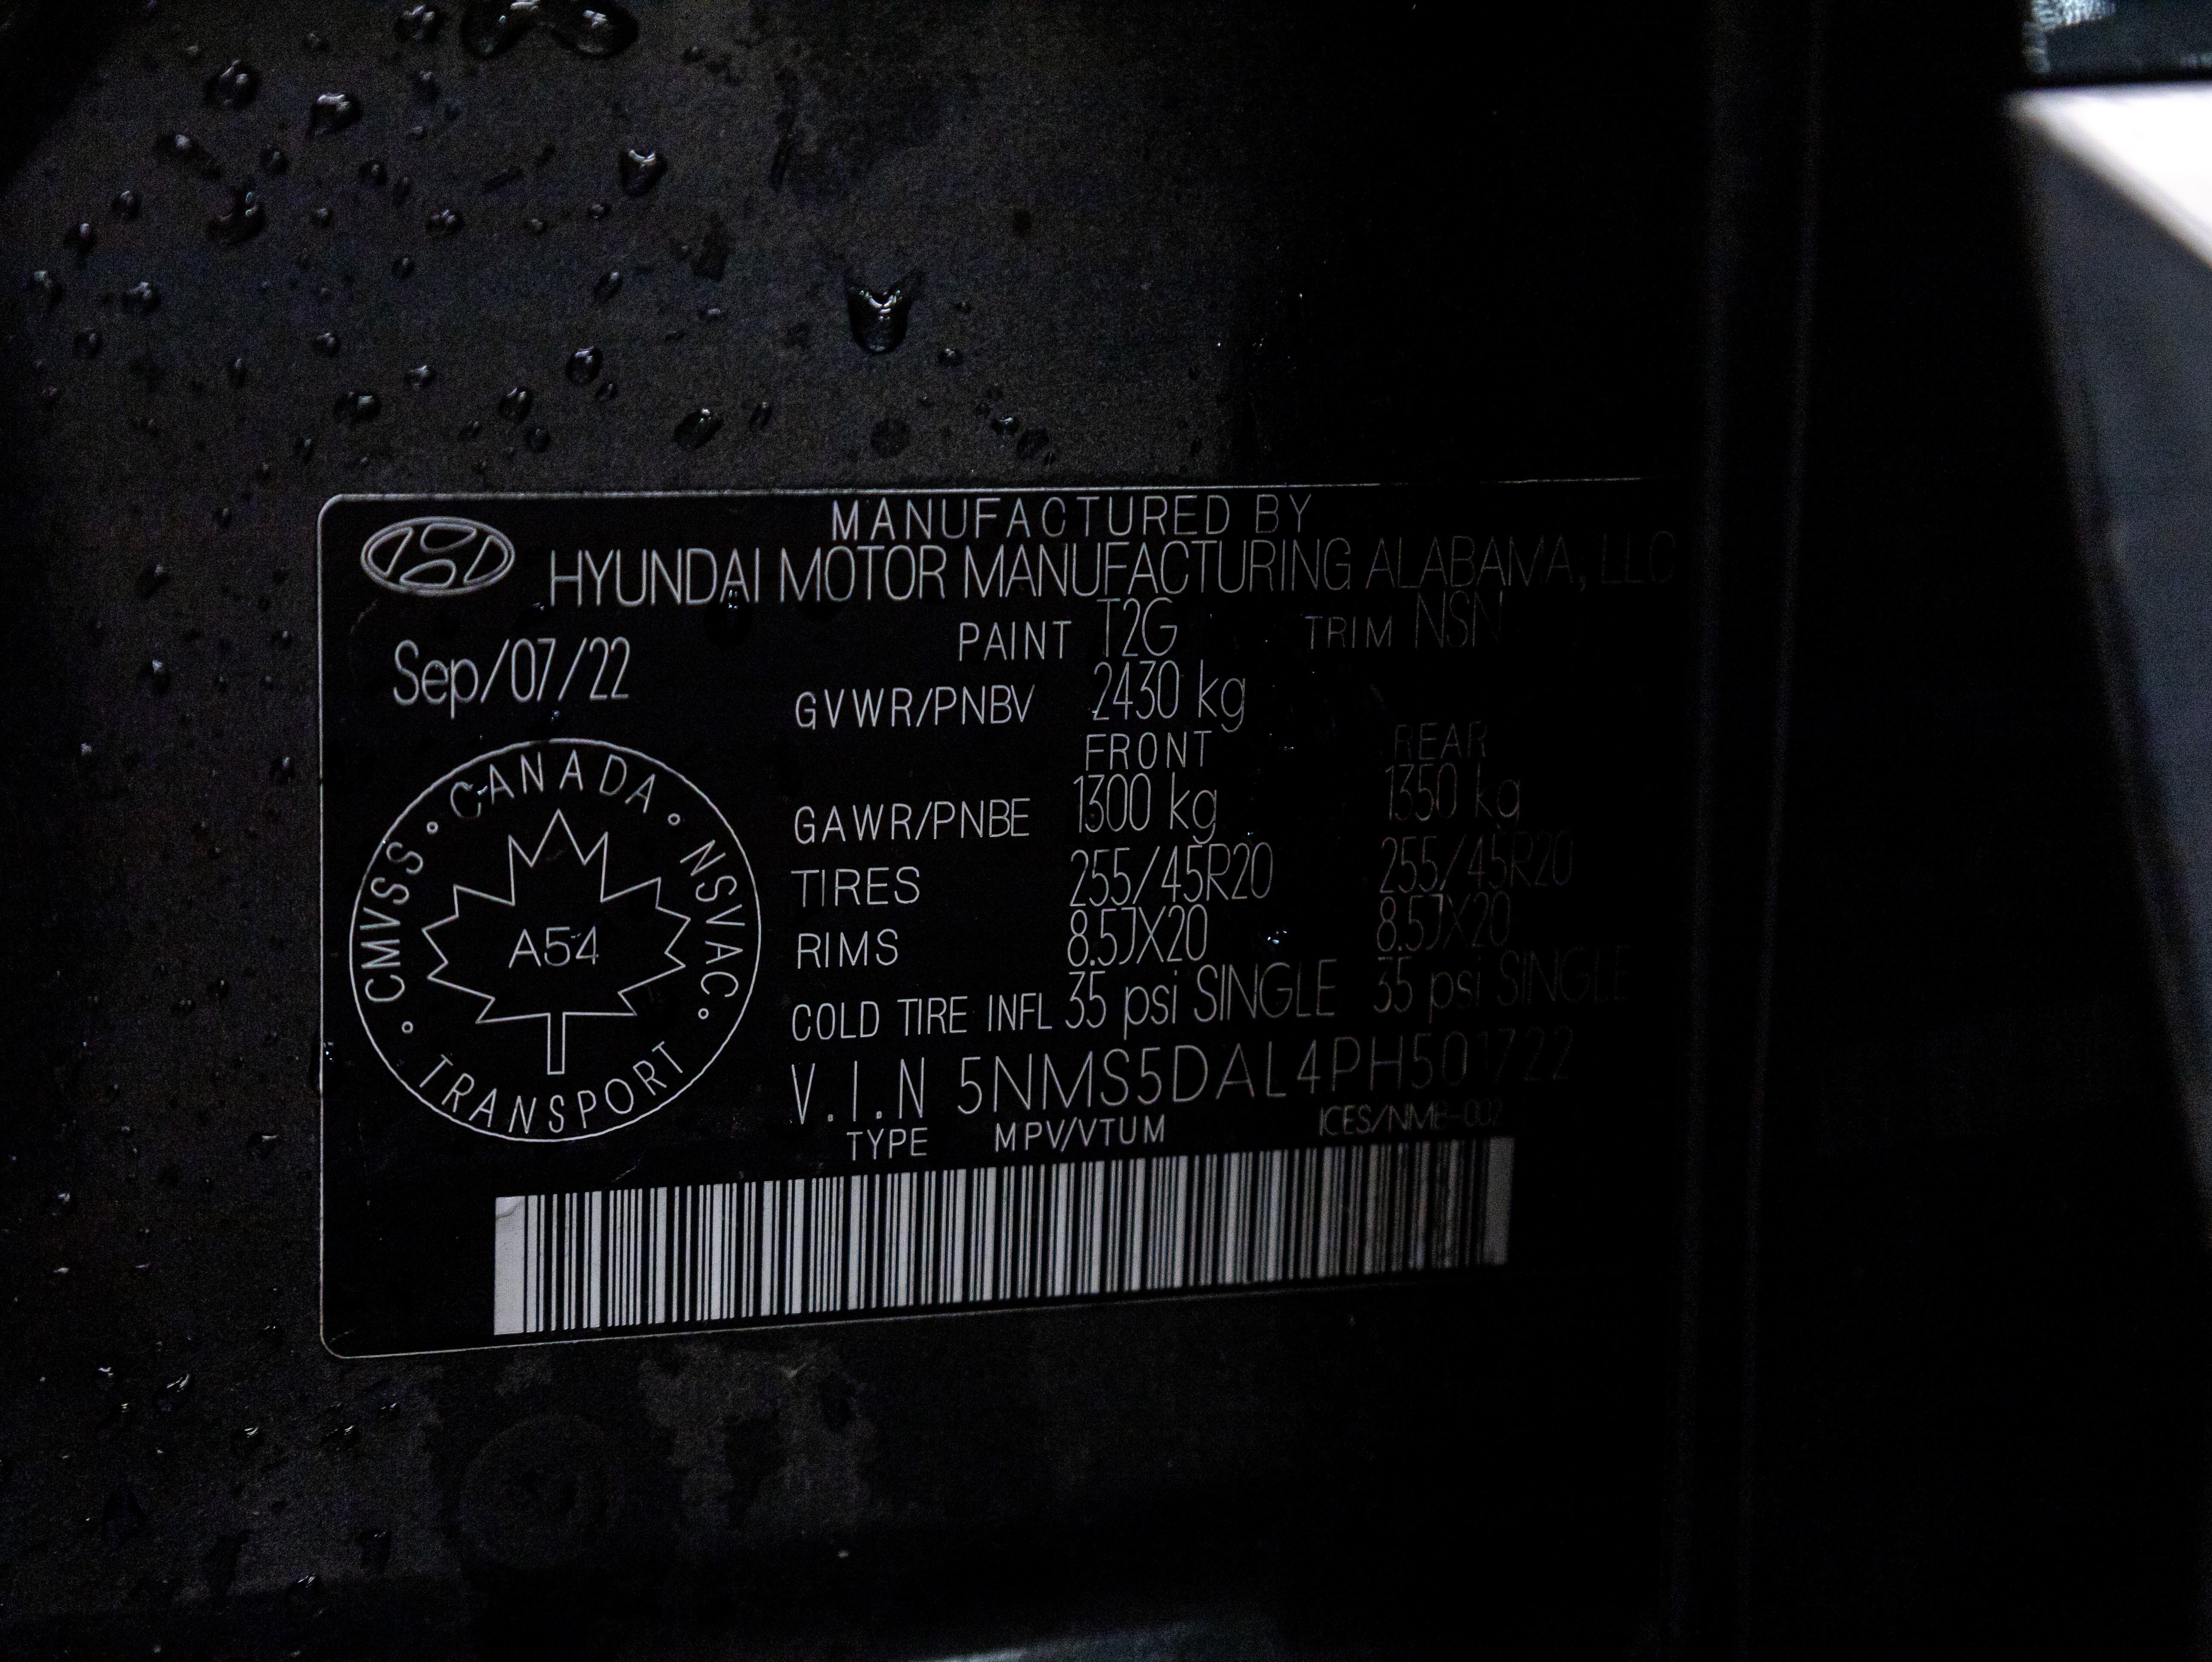 MANUFACTURED BY
HYUNDAI MOTOR MANUFACTURING ALABAMA, LLC
PAINT T2G TRIM NSN
Sep/07/22
GVWR/PNBV 2430 kg
FRONT REAR
GAWR/PNBE 1300 kg 1350 kg
TIRES 255/45R20 255/45R20
RIMS 8.5JX20 8.5JX20
COLD TIRE INFL 35 psi SINGLE 35 psi SINGLE
V.I.N 5NMS5DAL4PH501722
TYPE MPV/VTUM ICES/NMB-002
CMVSS • CANADA • NSVAC
TRANSPORT
A54